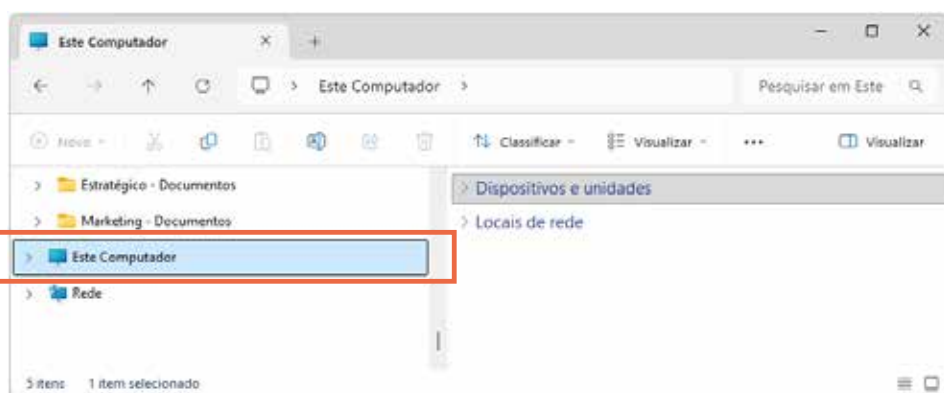 Este Computador
Este Computador
Pesquisar em Este
Novo
Classificar
Visualizar
Visualizar
Estratégico - Documentos
Marketing - Documentos
Este Computador
Rede
Dispositivos e unidades
Locais de rede
5 itens 1 item selecionado